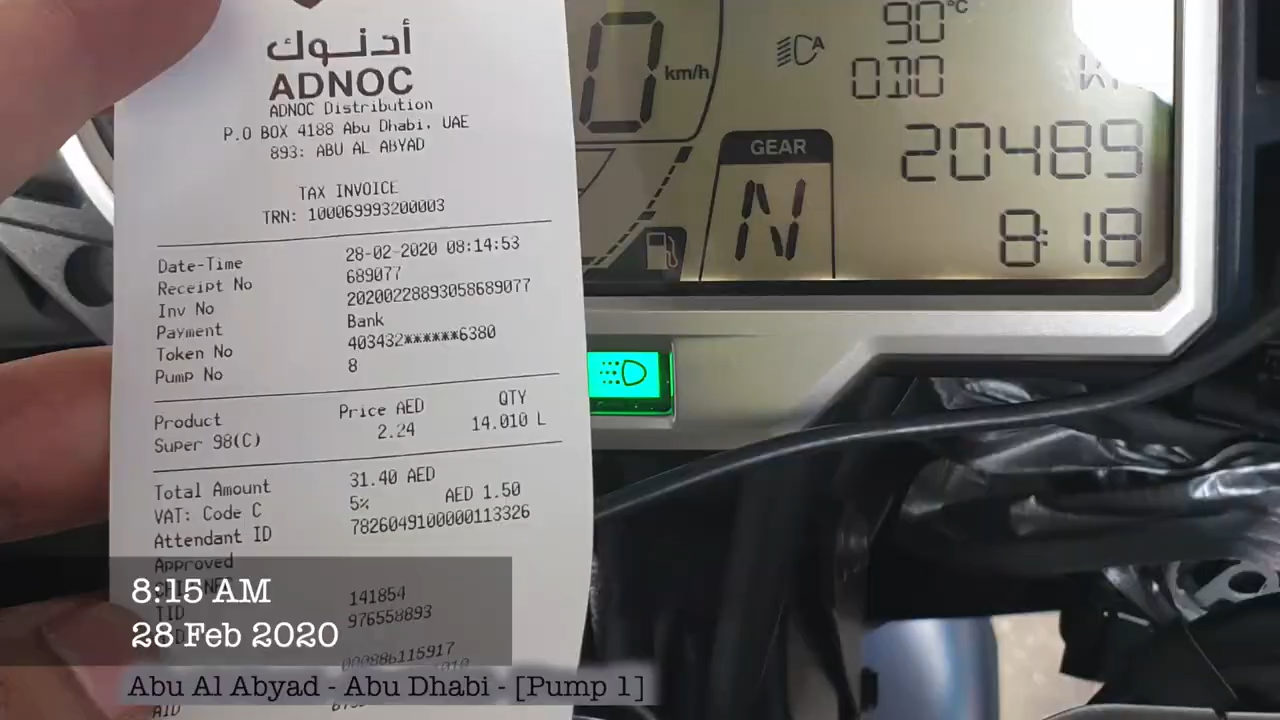 أدنوك
ADNOC
ADNOC Distribution
P.O BOX 4188 Abu Dhabi, UAE
893: ABU AL ABYAD
TAX INVOICE
TRN: 100069993200003
Date-Time 28-02-2020 08:14:53
Receipt No 689077
Inv No 20200228893058689077
Payment Bank
Token No 403432******6380
Pump No 8
Product Price AED QTY
Super 98(C) 2.24 14.010 L
Total Amount 31.40 AED
VAT: Code C 5% AED 1.50
Attendant ID 7826049100000113326
Approved
141854
TID 976558893
000886115917
AID
0 km/h
A
90°C
ODO
20489
GEAR
N
8:18
8:15 AM
28 Feb 2020
Abu Al Abyad - Abu Dhabi - [Pump 1]